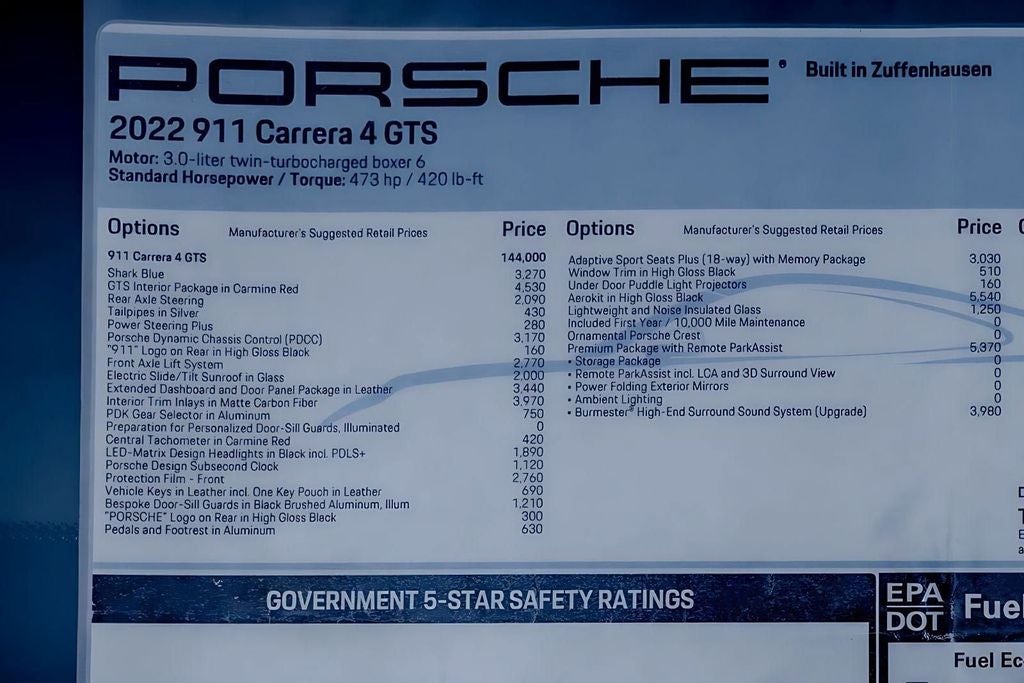 PORSCHE® Built in Zuffenhausen
2022 911 Carrera 4 GTS
Motor: 3.0-liter twin-turbocharged boxer 6
Standard Horsepower / Torque: 473 hp / 420 lb-ft
Options Manufacturer's Suggested Retail Prices Price
911 Carrera 4 GTS 144,000
Shark Blue 3,270
GTS Interior Package in Carmine Red 4,530
Rear Axle Steering 2,090
Tailpipes in Silver 430
Power Steering Plus 280
Porsche Dynamic Chassis Control (PDCC) 3,170
"911" Logo on Rear in High Gloss Black 160
Front Axle Lift System 2,770
Electric Slide/Tilt Sunroof in Glass 2,000
Extended Dashboard and Door Panel Package in Leather 3,440
Interior Trim Inlays in Matte Carbon Fiber 3,970
PDK Gear Selector in Aluminum 750
Preparation for Personalized Door-Sill Guards, Illuminated 0
Central Tachometer in Carmine Red 420
LED-Matrix Design Headlights in Black incl. PDLS+ 1,890
Porsche Design Subsecond Clock 1,120
Protection Film - Front 2,760
Vehicle Keys in Leather incl. One Key Pouch in Leather 690
Bespoke Door-Sill Guards in Black Brushed Aluminum, Illum 1,210
"PORSCHE" Logo on Rear in High Gloss Black 300
Pedals and Footrest in Aluminum 630
Options Manufacturer's Suggested Retail Prices Price
Adaptive Sport Seats Plus (18-way) with Memory Package 3,030
Window Trim in High Gloss Black 510
Under Door Puddle Light Projectors 160
Aerokit in High Gloss Black 5,540
Lightweight and Noise Insulated Glass 1,250
Included First Year / 10,000 Mile Maintenance 0
Ornamental Porsche Crest 0
Premium Package with Remote ParkAssist 5,370
• Storage Package 0
• Remote ParkAssist incl. LCA and 3D Surround View 0
• Power Folding Exterior Mirrors 0
• Ambient Lighting 0
• Burmester® High-End Surround Sound System (Upgrade) 3,980
GOVERNMENT 5-STAR SAFETY RATINGS
EPA
DOT
Fuel
Fuel Ec